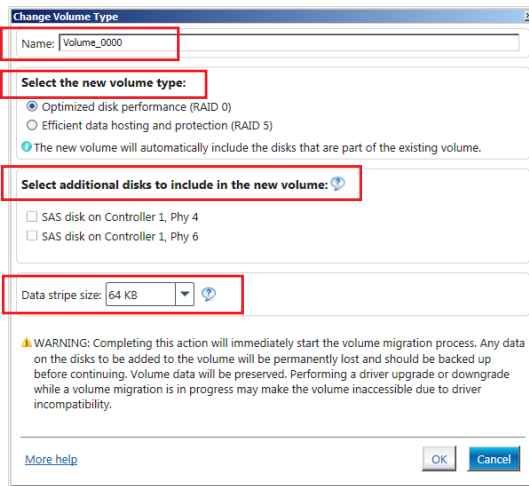 Change Volume Type
Name: Volume_0000
Select the new volume type:
Optimized disk performance (RAID 0)
Efficient data hosting and protection (RAID 5)
The new volume will automatically include the disks that are part of the existing volume.
Select additional disks to include in the new volume:
SAS disk on Controller 1, Phy 4
SAS disk on Controller 1, Phy 6
Data stripe size: 64 KB
WARNING: Completing this action will immediately start the volume migration process. Any data
on the disks to be added to the volume will be permanently lost and should be backed up
before continuing. Volume data will be preserved. Performing a driver upgrade or downgrade
while a volume migration is in progress may make the volume inaccessible due to driver
incompatibility.
More help OK Cancel